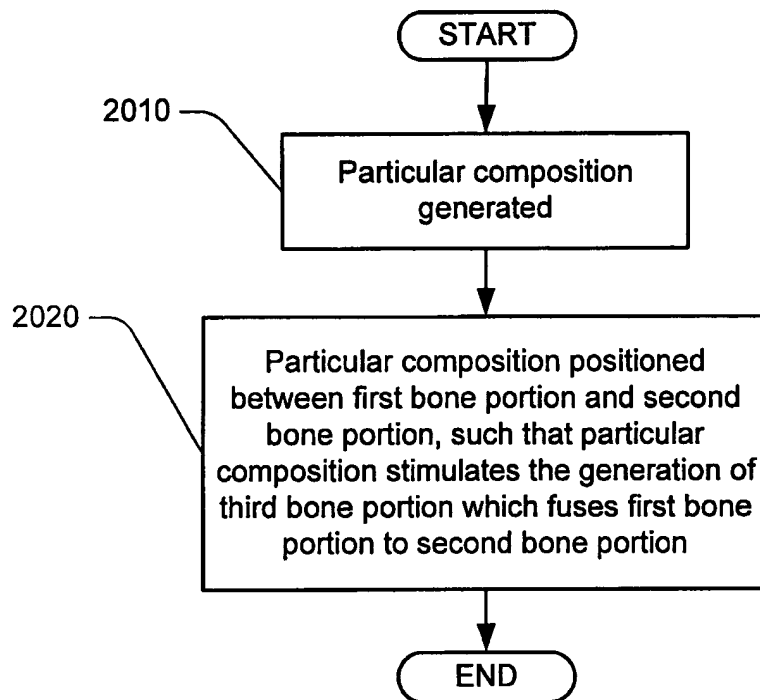 START
2010
Particular composition
generated
2020
Particular composition positioned
between first bone portion and second
bone portion, such that particular
composition stimulates the generation of
third bone portion which fuses first bone
portion to second bone portion
END